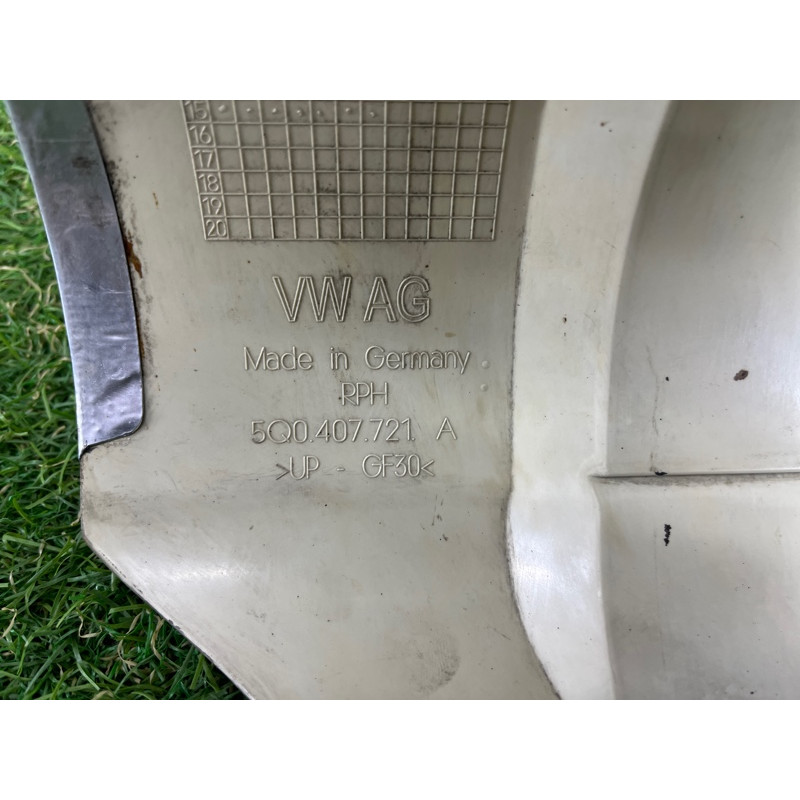 15
16
17
18
19
20
VW AG
Made in Germany
RPH
5Q0.407.721. A
>UP - GF30<